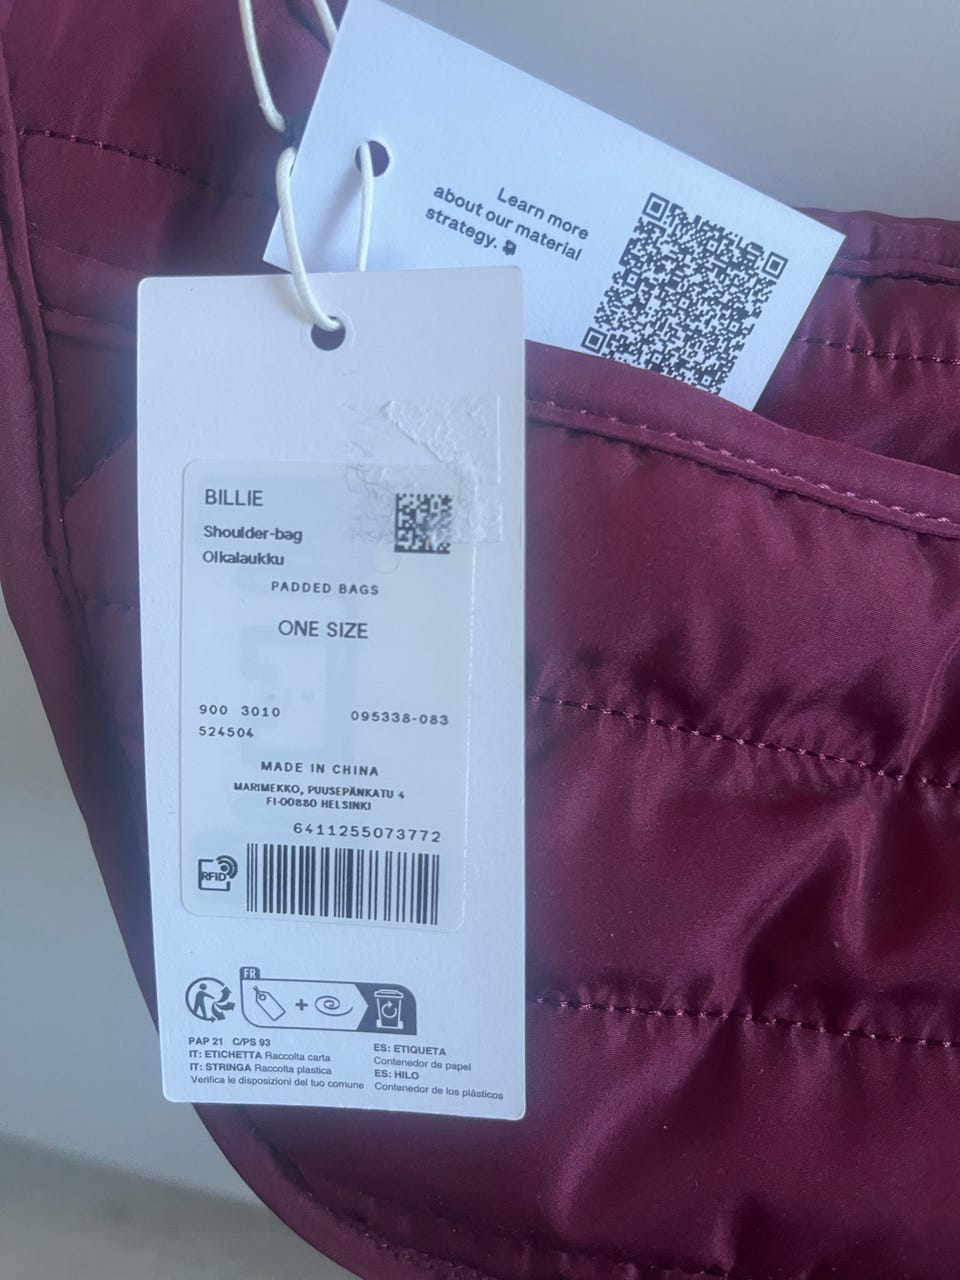 Learn more
about our material
strategy.
BILLIE
Shoulder-bag
Olkalaukku
PADDED BAGS
ONE SIZE
900 3010
095338-083
524504
MADE IN CHINA
MARIMEKKO, PUUSEPÄNKATU 4
FI-00880 HELSINKI
6411255073772
RFID
FR
PAP 21 C/PS 93
IT: ETICHETTA Raccolta carta
IT: STRINGA Raccolta plastica
Verifica le disposizioni del tuo comune
ES: ETIQUETA
Contenedor de papel
ES: HILO
Contenedor de los plásticos